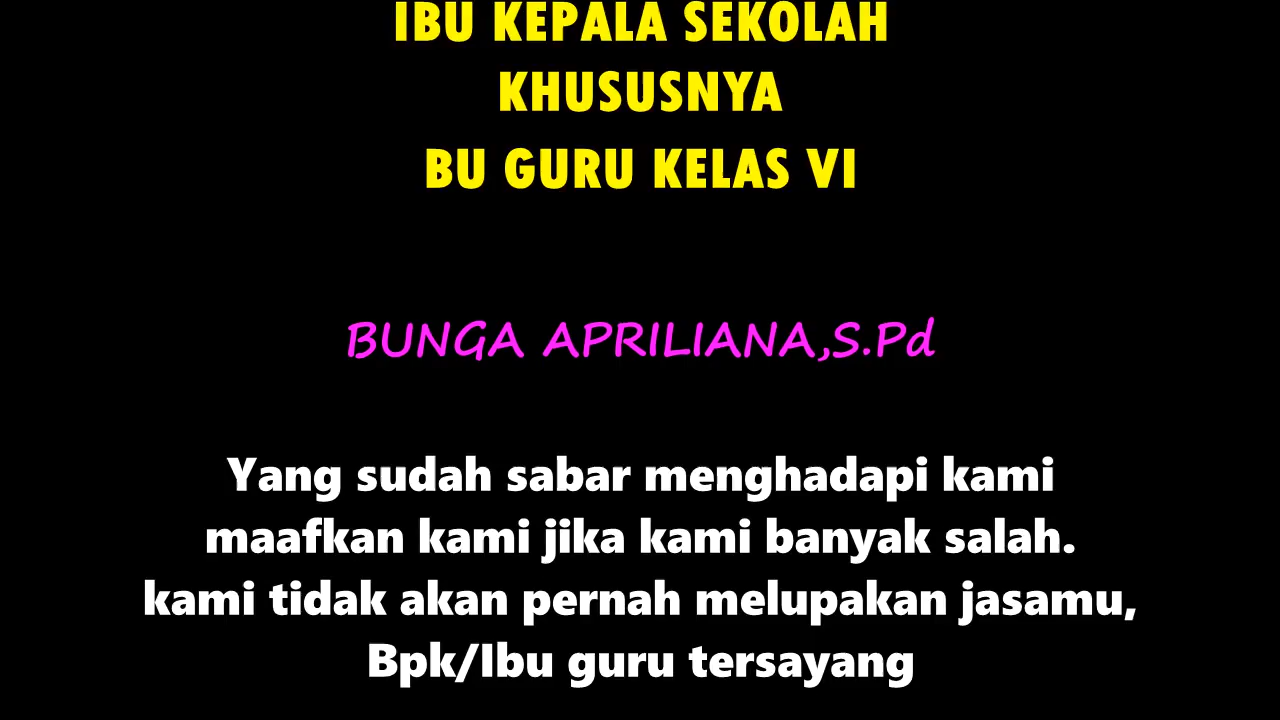 IBU KEPALA SEKOLAH
KHUSUSNYA
BU GURU KELAS VI
BUNGA APRILIANA,S.Pd
Yang sudah sabar menghadapi kami
maafkan kami jika kami banyak salah.
kami tidak akan pernah melupakan jasamu,
Bpk/Ibu guru tersayang